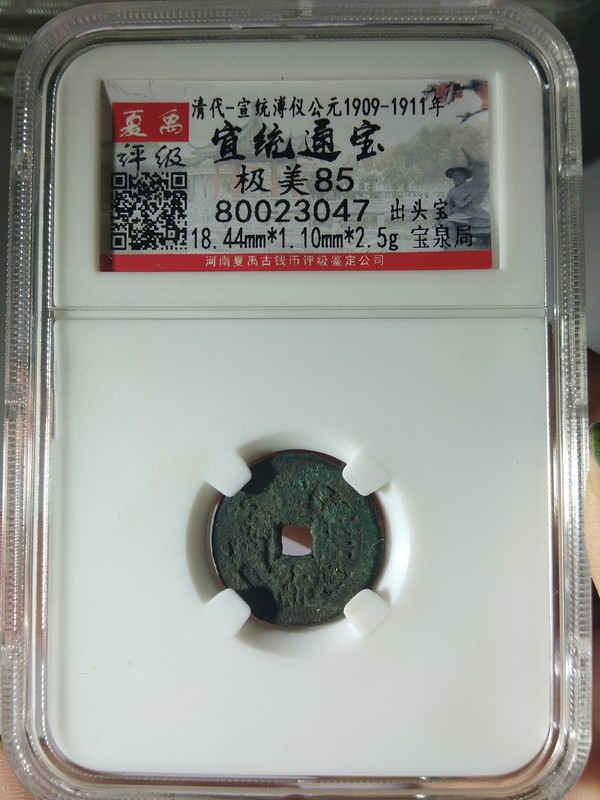 清代-宣统溥仪公元1909-1911年
夏禹
评级
宣统通宝
极美85
80023047 出头宝
18.44mm*1.10mm*2.5g 宝泉局
河南夏禹古钱币评级鉴定公司